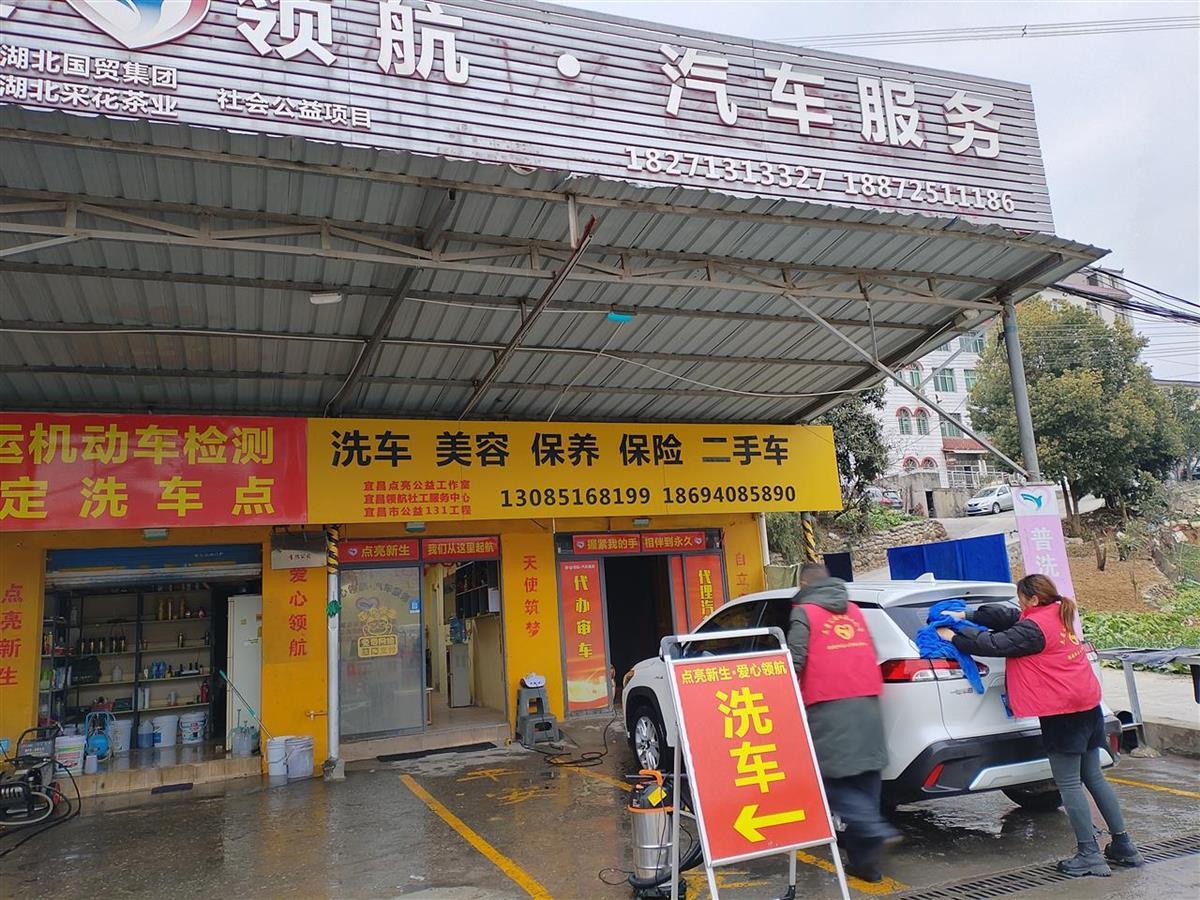 领航·汽车服务
湖北国贸集团
湖北采花茶业
社会公益项目
18271313327 18872511186
运机动车检测
定洗车点
洗车 美容 保养 保险 二手车
宜昌点亮公益工作室
宜昌领航社工服务中心
宜昌市公益131工程
13085168199 18694085890
点亮新生
爱心领航
点亮新生
我们从这里起航
天使筑梦
握紧我的手
相伴到永久
代办审车
代理汽
自立
普洗
点亮新生·爱心领航
洗车